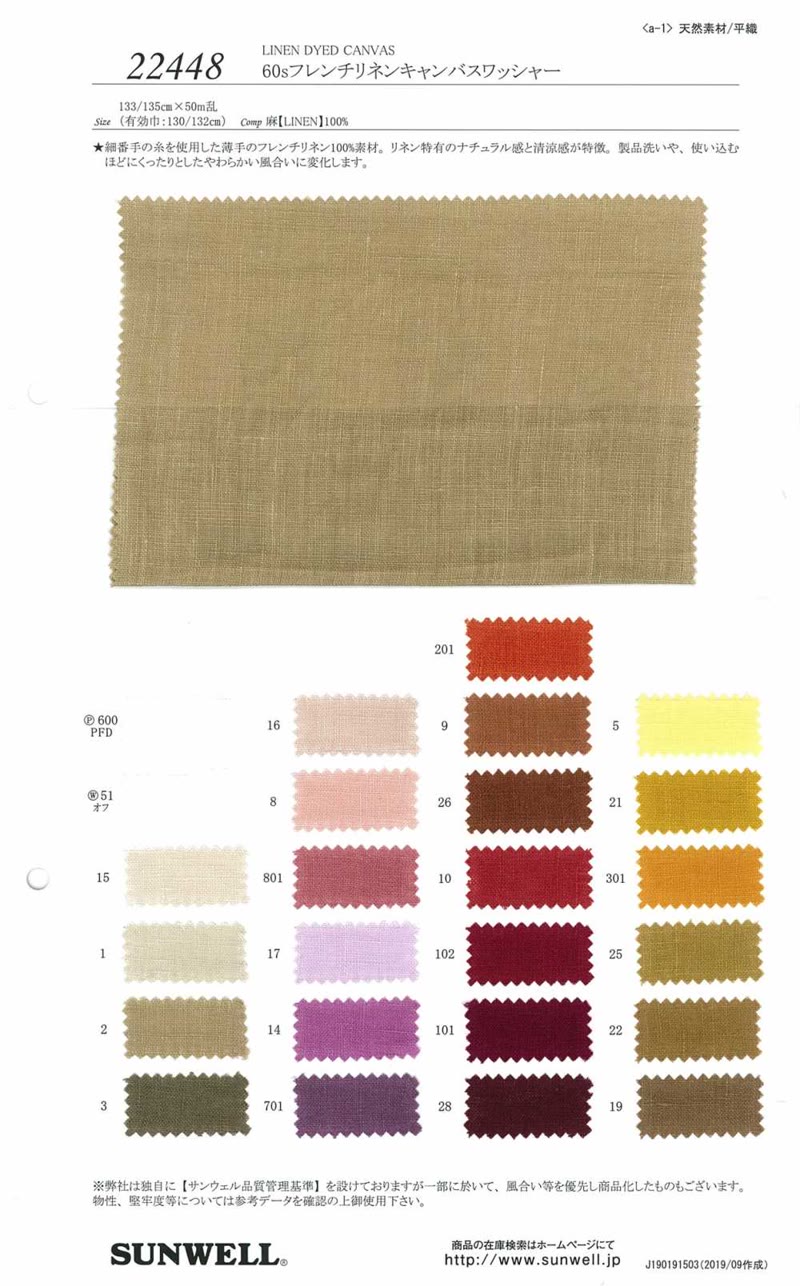 <a-1> 天然素材/平織
22448
LINEN DYED CANVAS
60sフレンチリネンキャンバスワッシャー
133/135cm×50m乱
Size (有効巾:130/132cm) Comp 麻【LINEN】100%
★細番手の糸を使用した薄手のフレンチリネン100%素材。リネン特有のナチュラル感と清涼感が特徴。製品洗いや、使い込む
ほどにくったりとしたやわらかい風合いに変化します。
201
Ⓟ600
PFD
16
9
5
Ⓦ51
オフ
8
26
21
15
801
10
301
1
17
102
25
2
14
101
22
3
701
28
19
※弊社は独自に【サンウェル品質管理基準】を設けておりますが一部に於いて、風合い等を優先し商品化したものもございます。
物性、堅牢度等については参考データを確認の上御使用下さい。
SUNWELL®
商品の在庫検索はホームページにて
http://www.sunwell.jp
J190191503(2019/09作成)